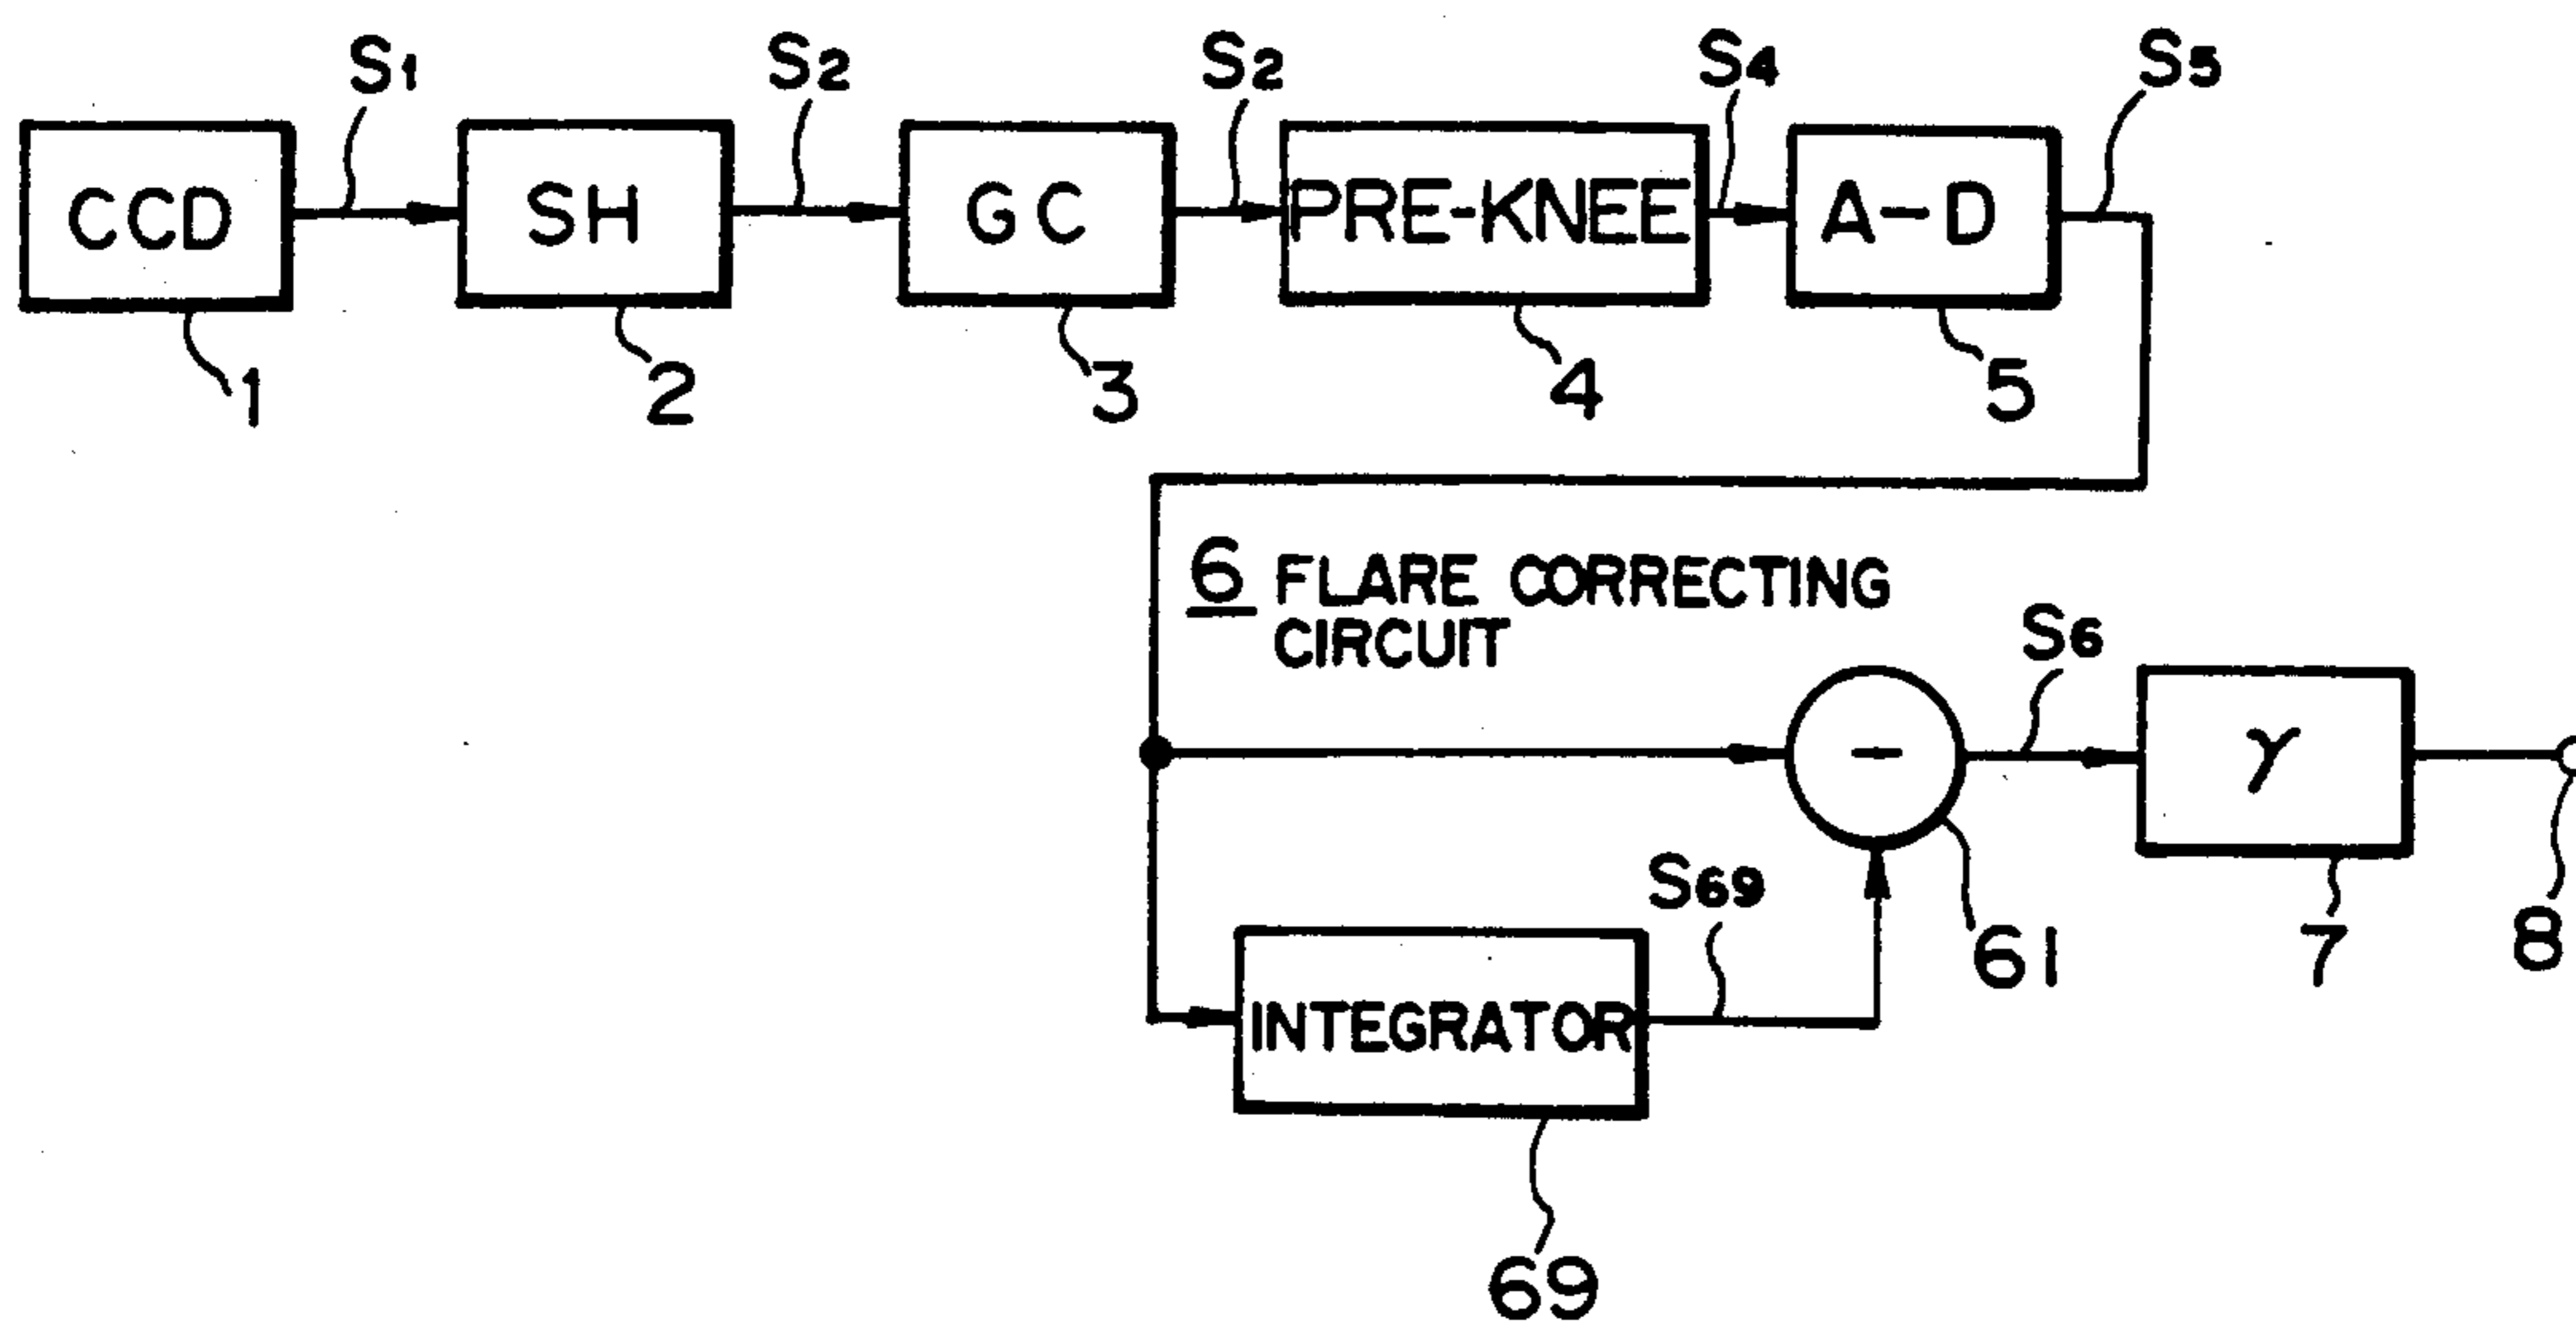 S1 S2 S2 S4 S5
CCD SH GC PRE-KNEE A-D
1 2 3 4 5
6 FLARE CORRECTING
CIRCUIT
S6
- γ
S69
61 7 8
INTEGRATOR
69